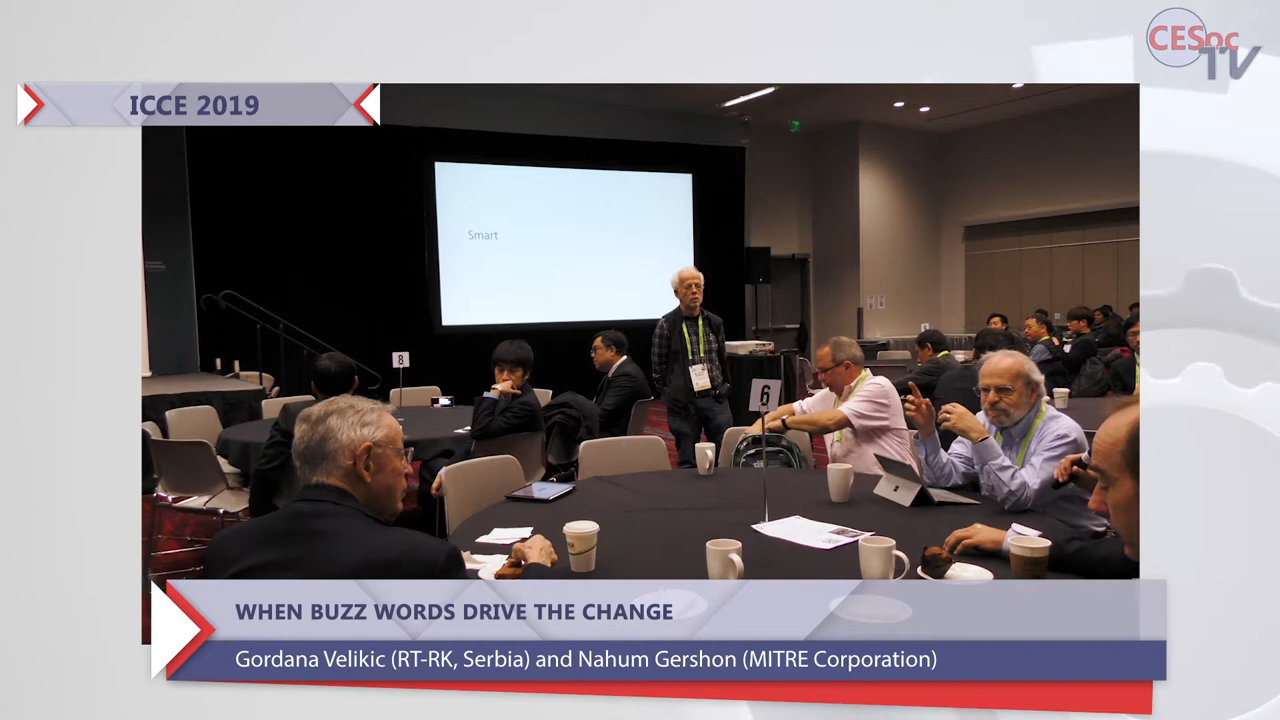 CESoc
TV
ICCE 2019
Smart
8
6
WHEN BUZZ WORDS DRIVE THE CHANGE
Gordana Velikic (RT-RK, Serbia) and Nahum Gershon (MITRE Corporation)